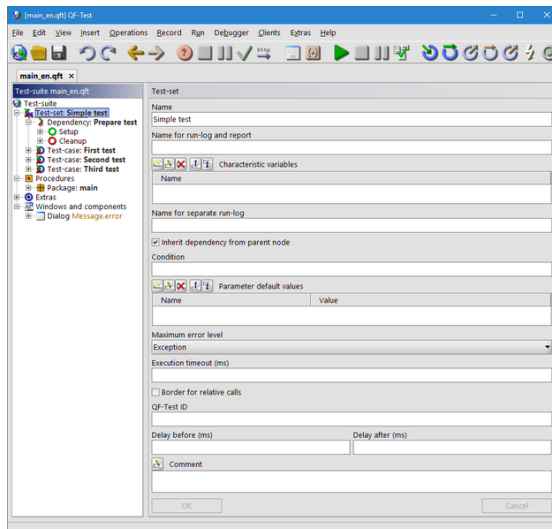 [main_en.qft] QF-Test
File Edit View Insert Operations Record Run Debugger Clients Extras Help
main_en.qft ×
Test-suite main_en.qft
Test-suite
Test-set: Simple test
Dependency: Prepare test
Setup
Cleanup
Test-case: First test
Test-case: Second test
Test-case: Third test
Procedures
Package: main
Extras
Windows and components
Dialog Message.error
Test-set
Name
Simple test
Name for run-log and report
Characteristic variables
Name
Name for separate run-log
Inherit dependency from parent node
Condition
Parameter default values
Name Value
Maximum error level
Exception
Execution timeout (ms)
Border for relative calls
QF-Test ID
Delay before (ms) Delay after (ms)
Comment
OK Cancel